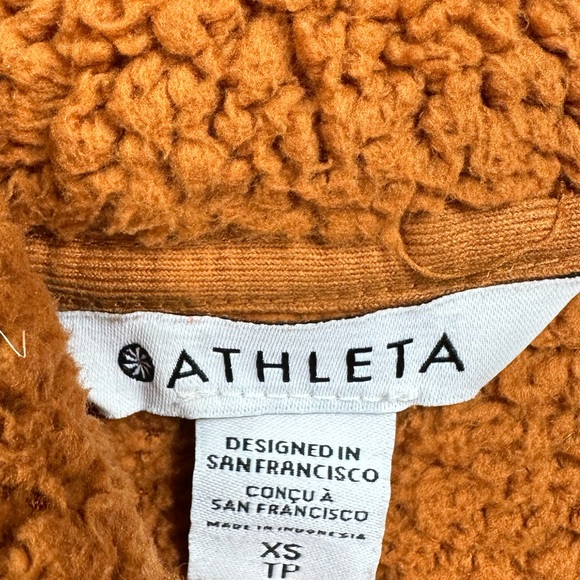 ATHLETA
DESIGNED IN
SAN FRANCISCO
CONÇU À
SAN FRANCISCO
MADE IN INDONESIA
XS
TP